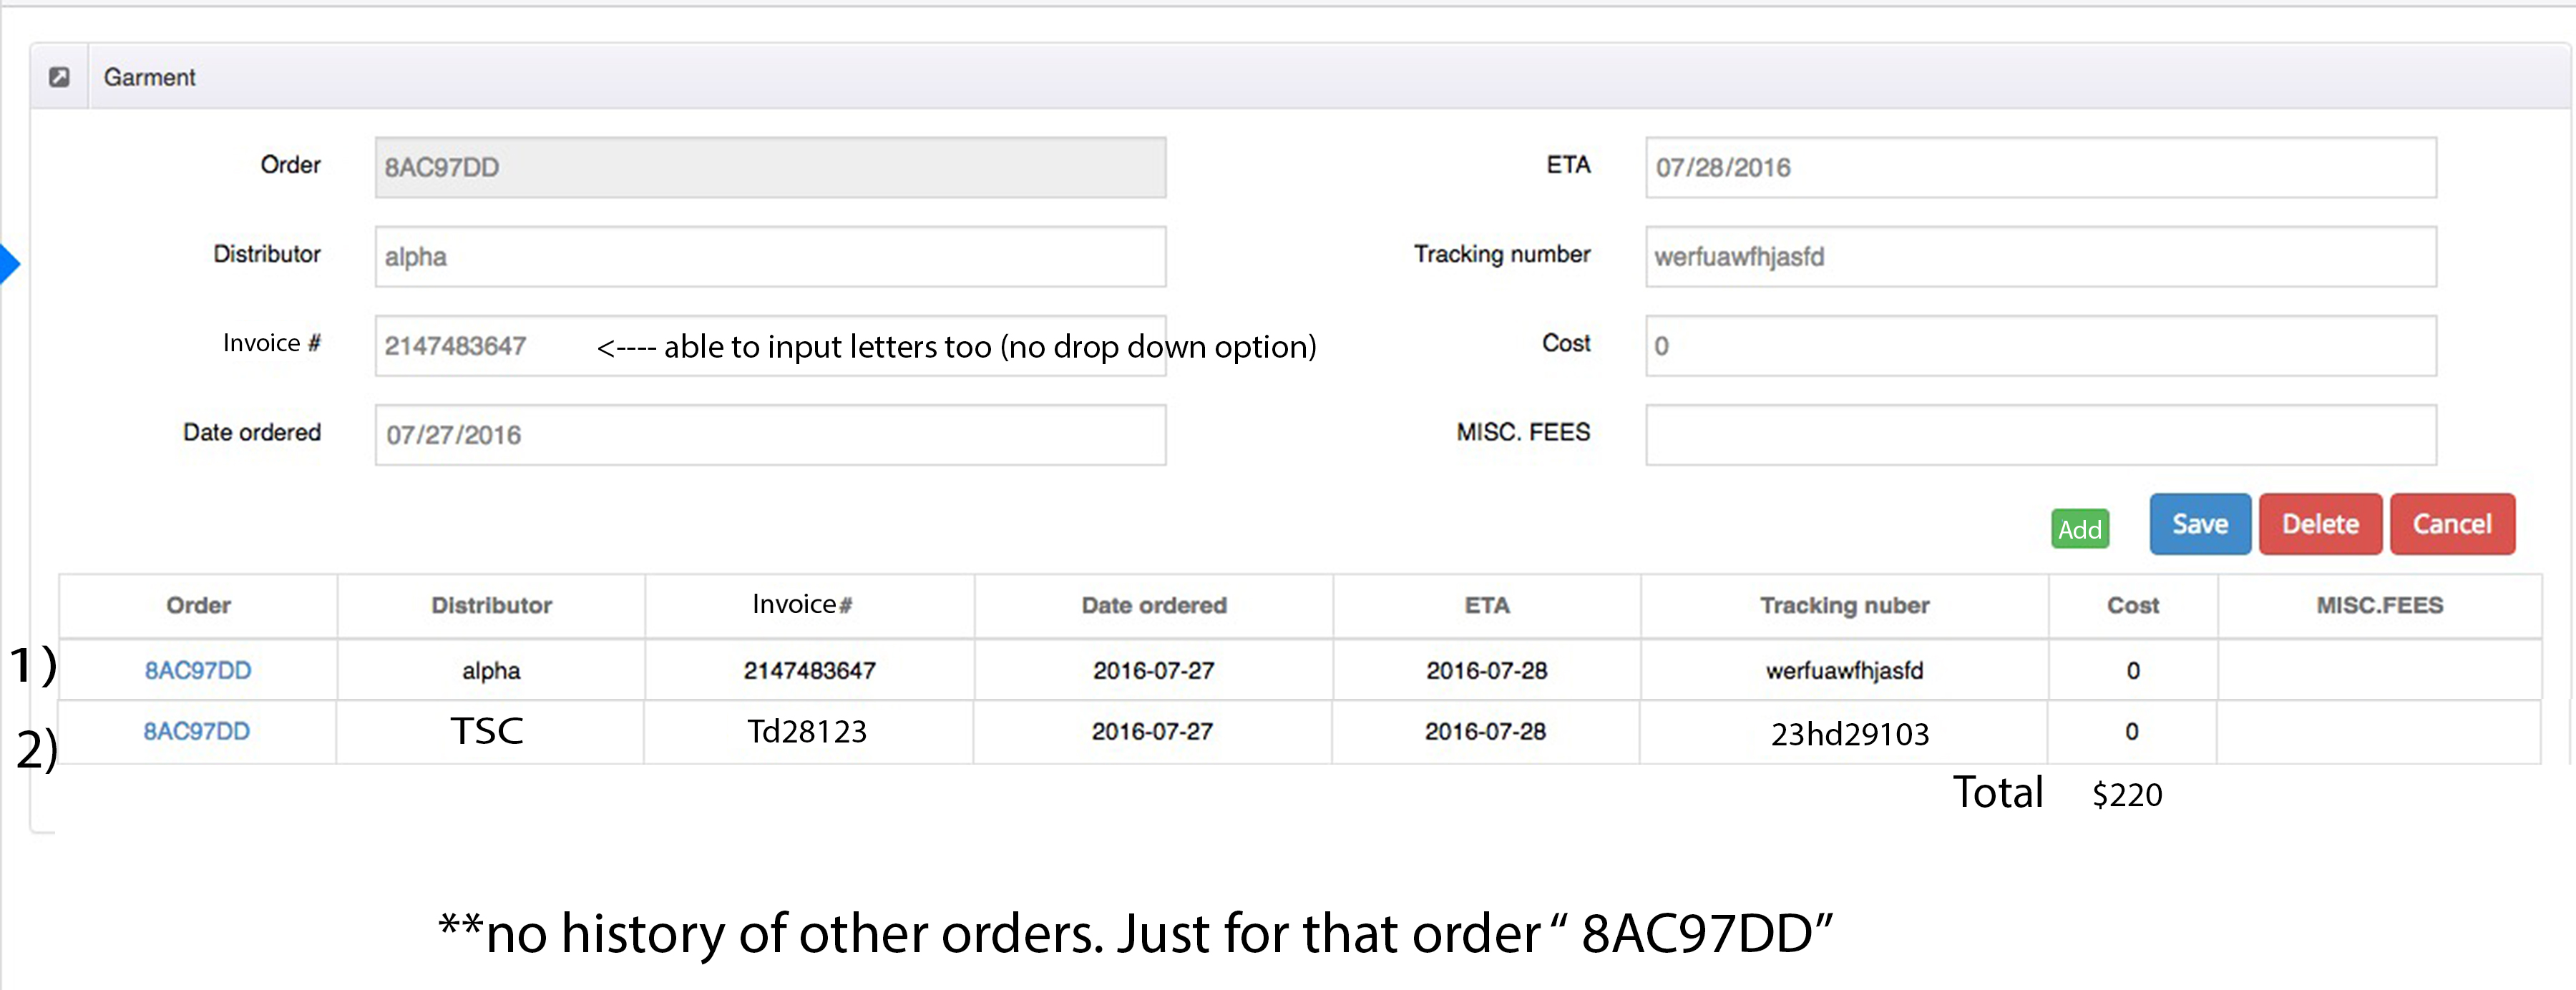 Garment
Order 8AC97DD ETA 07/28/2016
Distributor alpha Tracking number werfuawfhjasfd
Invoice # 2147483647 <---- able to input letters too (no drop down option) Cost 0
Date ordered 07/27/2016 MISC. FEES
Add Save Delete Cancel
Order Distributor Invoice# Date ordered ETA Tracking nuber Cost MISC.FEES
1) 8AC97DD alpha 2147483647 2016-07-27 2016-07-28 werfuawfhjasfd 0
2) 8AC97DD TSC Td28123 2016-07-27 2016-07-28 23hd29103 0
Total $220
**no history of other orders. Just for that order “ 8AC97DD”